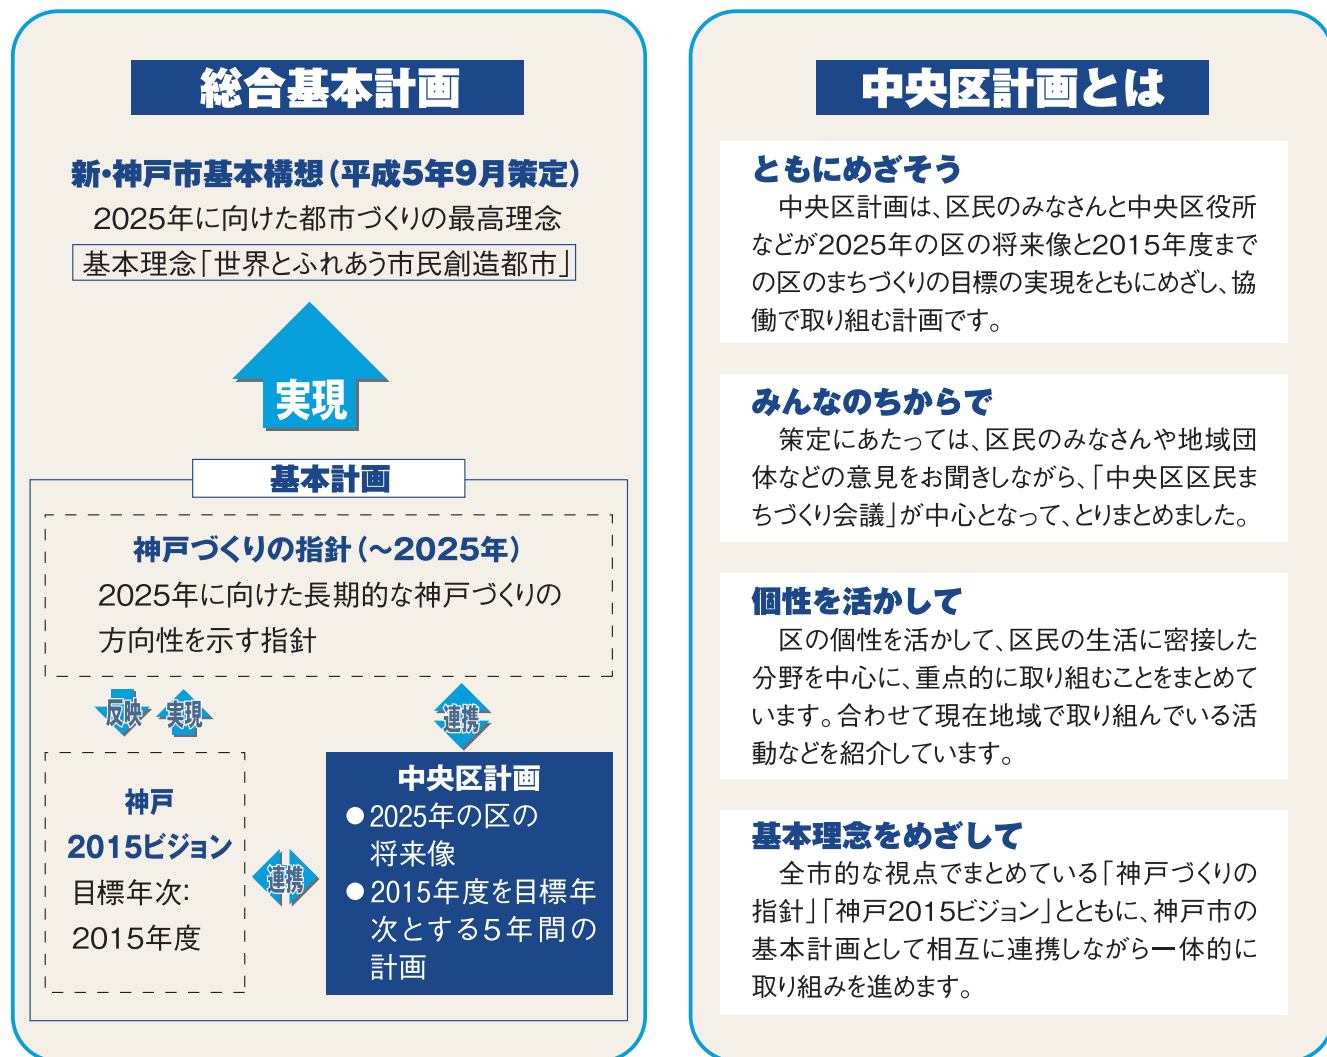 総合基本計画
新・神戸市基本構想（平成5年9月策定）
2025年に向けた都市づくりの最高理念
基本理念「世界とふれあう市民創造都市」
実現
基本計画
神戸づくりの指針（～2025年）
2025年に向けた長期的な神戸づくりの
方向性を示す指針
反映
実現
連携
神戸
2015ビジョン
目標年次:
2015年度
連携
中央区計画
●2025年の区の
将来像
●2015年度を目標年
次とする5年間の
計画
中央区計画とは
ともにめざそう
中央区計画は、区民のみなさんと中央区役所
などが2025年の区の将来像と2015年度まで
の区のまちづくりの目標の実現をともにめざし、協
働で取り組む計画です。
みんなのちからで
策定にあたっては、区民のみなさんや地域団
体などの意見をお聞きしながら、「中央区区民ま
ちづくり会議」が中心となって、とりまとめました。
個性を活かして
区の個性を活かして、区民の生活に密接した
分野を中心に、重点的に取り組むことをまとめて
います。合わせて現在地域で取り組んでいる活
動などを紹介しています。
基本理念をめざして
全市的な視点でまとめている「神戸づくりの
指針」「神戸2015ビジョン」とともに、神戸市の
基本計画として相互に連携しながら一体的に
取り組みを進めます。